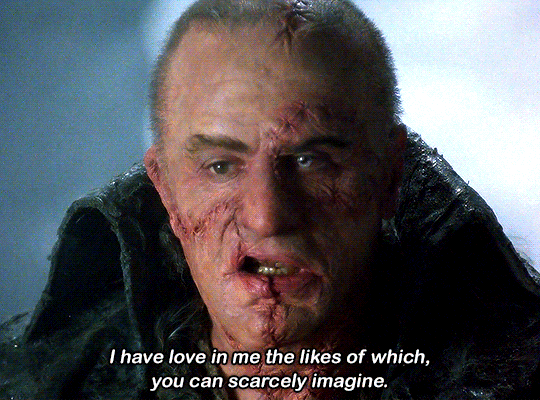 I have love in me the likes of which,
you can scarcely imagine.